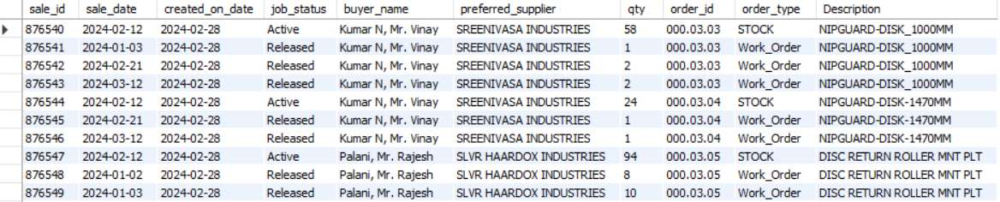 sale_id sale_date created_on_date job_status buyer_name preferred_supplier qty order_id order_type Description
876540 2024-02-12 2024-02-28 Active Kumar N, Mr. Vinay SREENIVASA INDUSTRIES 58 000.03.03 STOCK NIPGUARD-DISK_1000MM
876541 2024-01-03 2024-02-28 Released Kumar N, Mr. Vinay SREENIVASA INDUSTRIES 1 000.03.03 Work_Order NIPGUARD-DISK_1000MM
876542 2024-02-21 2024-02-28 Released Kumar N, Mr. Vinay SREENIVASA INDUSTRIES 2 000.03.03 Work_Order NIPGUARD-DISK_1000MM
876543 2024-03-12 2024-02-28 Released Kumar N, Mr. Vinay SREENIVASA INDUSTRIES 2 000.03.03 Work_Order NIPGUARD-DISK_1000MM
876544 2024-02-12 2024-02-28 Active Kumar N, Mr. Vinay SREENIVASA INDUSTRIES 24 000.03.04 STOCK NIPGUARD-DISK-1470MM
876545 2024-02-21 2024-02-28 Released Kumar N, Mr. Vinay SREENIVASA INDUSTRIES 1 000.03.04 Work_Order NIPGUARD-DISK-1470MM
876546 2024-03-12 2024-02-28 Released Kumar N, Mr. Vinay SREENIVASA INDUSTRIES 1 000.03.04 Work_Order NIPGUARD-DISK-1470MM
876547 2024-02-12 2024-02-28 Active Palani, Mr. Rajesh SLVR HAARDOX INDUSTRIES 94 000.03.05 STOCK DISC RETURN ROLLER MNT PLT
876548 2024-01-02 2024-02-28 Released Palani, Mr. Rajesh SLVR HAARDOX INDUSTRIES 8 000.03.05 Work_Order DISC RETURN ROLLER MNT PLT
876549 2024-01-03 2024-02-28 Released Palani, Mr. Rajesh SLVR HAARDOX INDUSTRIES 10 000.03.05 Work_Order DISC RETURN ROLLER MNT PLT